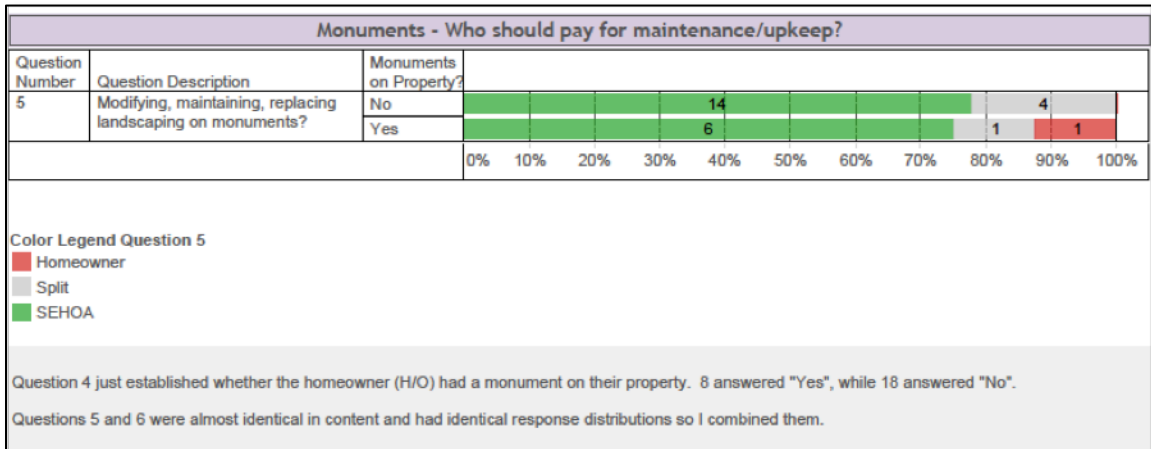 Monuments - Who should pay for maintenance/upkeep?
Question Number Question Description Monuments on Property?
5 Modifying, maintaining, replacing landscaping on monuments? No 14 4
Yes 6 1 1
0% 10% 20% 30% 40% 50% 60% 70% 80% 90% 100%
Color Legend Question 5
Homeowner
Split
SEHOA
Question 4 just established whether the homeowner (H/O) had a monument on their property.  8 answered "Yes", while 18 answered "No".
Questions 5 and 6 were almost identical in content and had identical response distributions so I combined them.